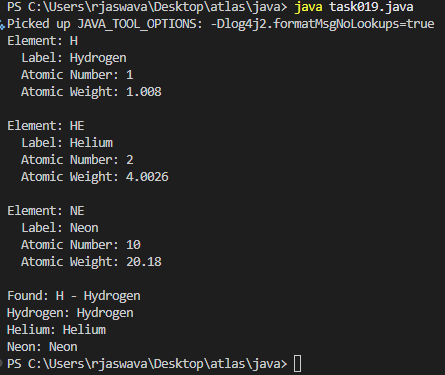 PS C:\Users\rjaswava\Desktop\atlas\java> java task019.java
Picked up JAVA_TOOL_OPTIONS: -Dlog4j2.formatMsgNoLookups=true
Element: H
  Label: Hydrogen
  Atomic Number: 1
  Atomic Weight: 1.008

Element: HE
  Label: Helium
  Atomic Number: 2
  Atomic Weight: 4.0026

Element: NE
  Label: Neon
  Atomic Number: 10
  Atomic Weight: 20.18

Found: H - Hydrogen
Hydrogen: Hydrogen
Helium: Helium
Neon: Neon
PS C:\Users\rjaswava\Desktop\atlas\java>